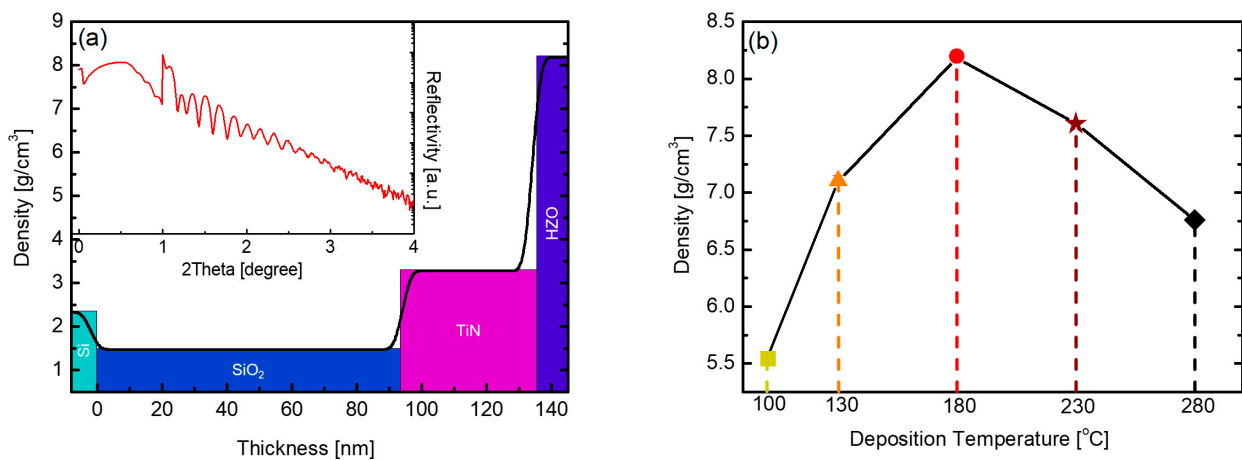 (a)
9
8
7
6
5
4
3
2
1
Density [g/cm³]
0
20
40
60
80
100
120
140
Thickness [nm]
Si
SiO₂
TiN
HZO
0
1
2
3
4
2Theta [degree]
Reflectivity [a.u.]
(b)
8.5
8.0
7.5
7.0
6.5
6.0
5.5
Density [g/cm³]
100
130
180
230
280
Deposition Temperature [°C]